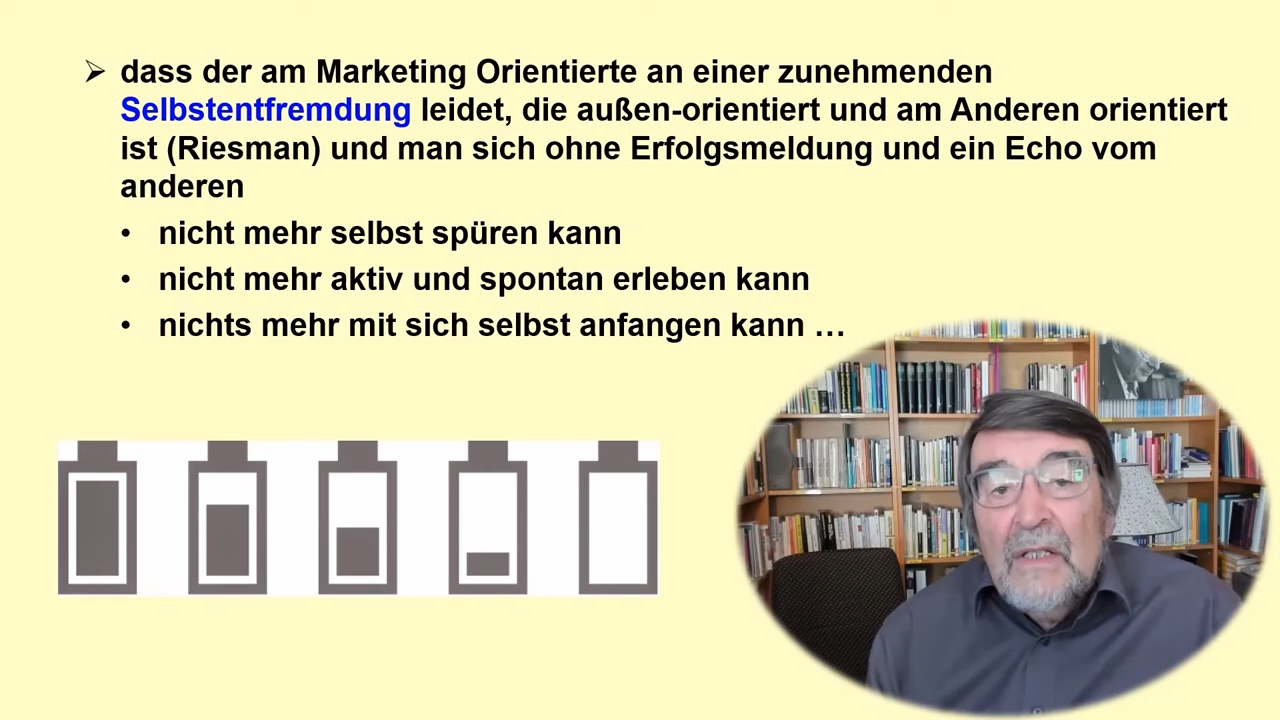 ➢ dass der am Marketing Orientierte an einer zunehmenden
Selbstentfremdung leidet, die außen-orientiert und am Anderen orientiert
ist (Riesman) und man sich ohne Erfolgsmeldung und ein Echo vom
anderen
• nicht mehr selbst spüren kann
• nicht mehr aktiv und spontan erleben kann
• nichts mehr mit sich selbst anfangen kann …